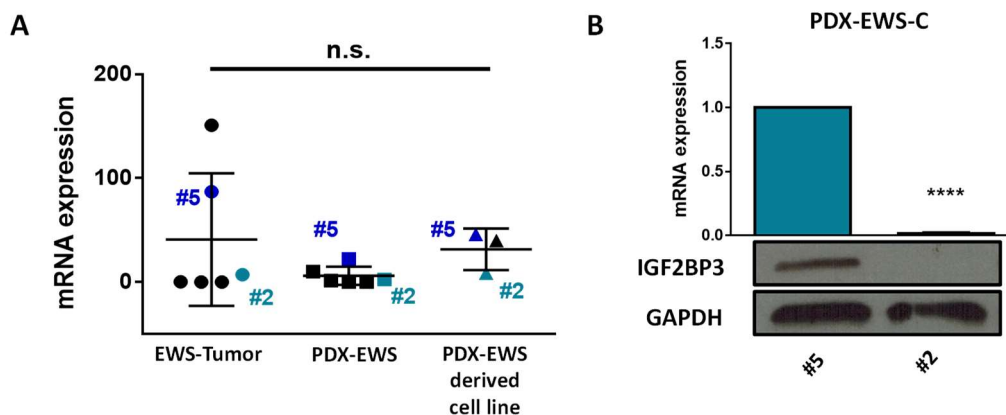 A
n.s.
200
100
0
mRNA expression
#5
#2
#5
#2
#5
#2
EWS-Tumor
PDX-EWS
PDX-EWS
derived
cell line
B
PDX-EWS-C
1.5
1.0
0.5
0.0
mRNA expression
****
IGF2BP3
GAPDH
#5
#2